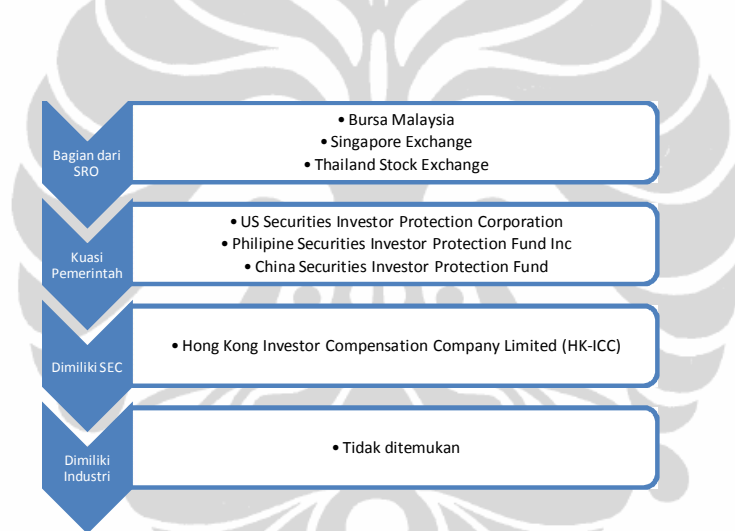 Bagian dari
SRO
• Bursa Malaysia
• Singapore Exchange
• Thailand Stock Exchange
Kuasi
Pemerintah
• US Securities Investor Protection Corporation
• Philipine Securities Investor Protection Fund Inc
• China Securities Investor Protection Fund
Dimiliki SEC
• Hong Kong Investor Compensation Company Limited (HK-ICC)
Dimiliki
Industri
• Tidak ditemukan